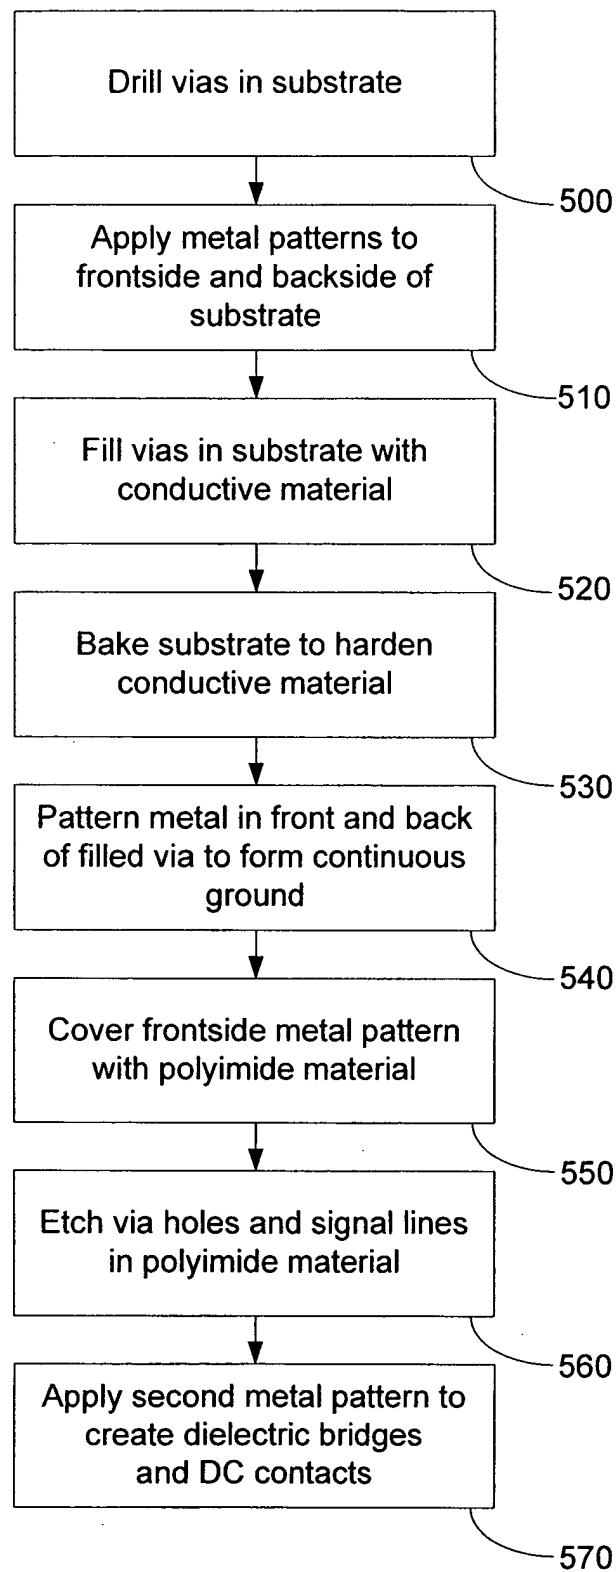 Drill vias in substrate
500
Apply metal patterns to
frontside and backside of
substrate
510
Fill vias in substrate with
conductive material
520
Bake substrate to harden
conductive material
530
Pattern metal in front and back
of filled via to form continuous
ground
540
Cover frontside metal pattern
with polyimide material
550
Etch via holes and signal lines
in polyimide material
560
Apply second metal pattern to
create dielectric bridges
and DC contacts
570